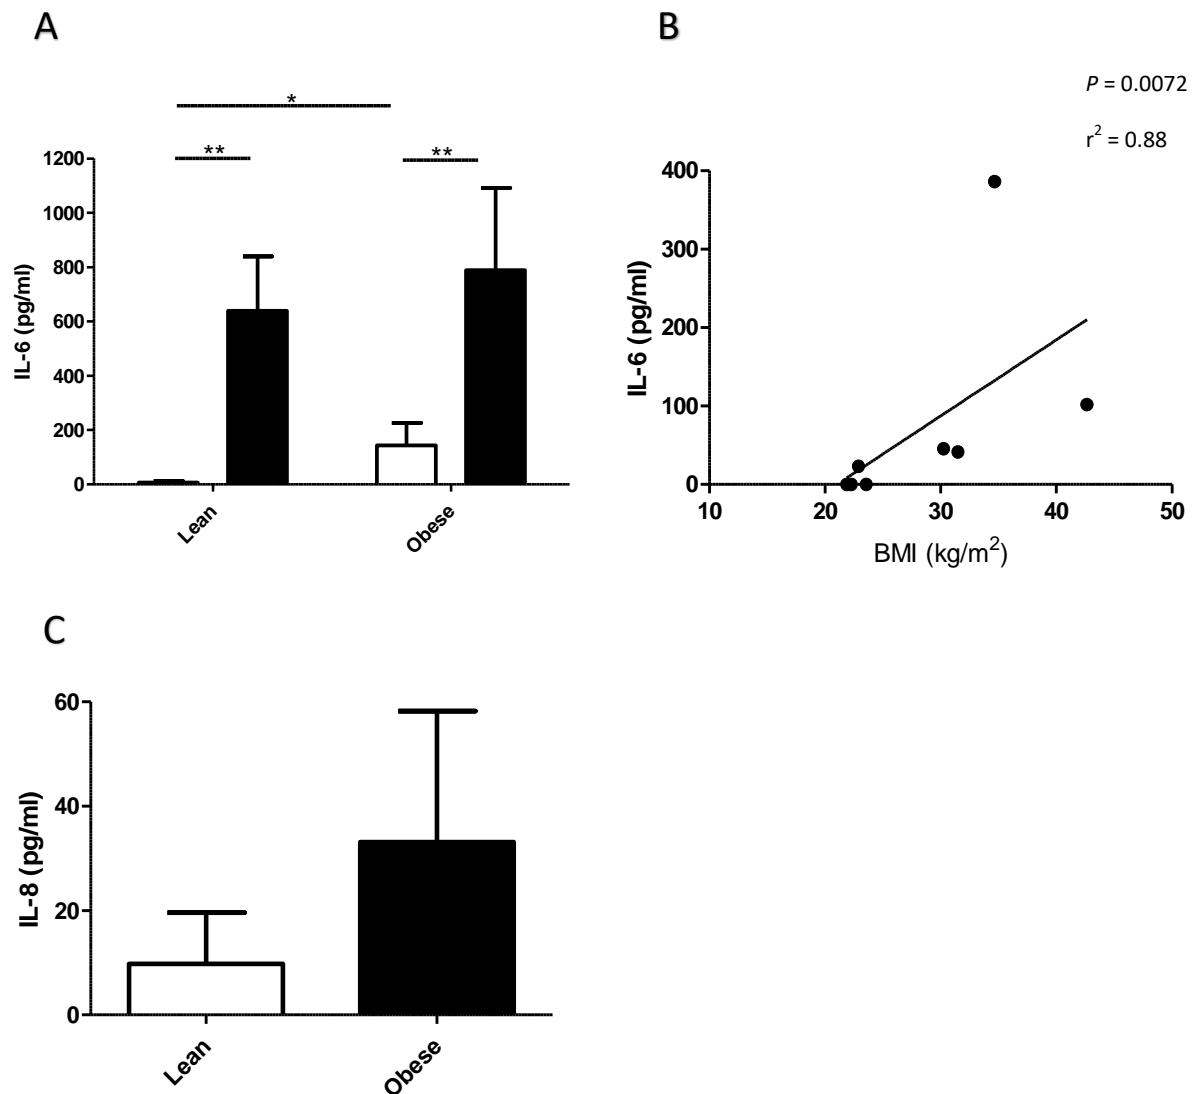 A
*
**
**
1200
1000
800
600
400
200
0
IL-6 (pg/ml)
Lean
Obese
B
P = 0.0072
r² = 0.88
400
300
200
100
0
IL-6 (pg/ml)
10
20
30
40
50
BMI (kg/m²)
C
60
40
20
0
IL-8 (pg/ml)
Lean
Obese